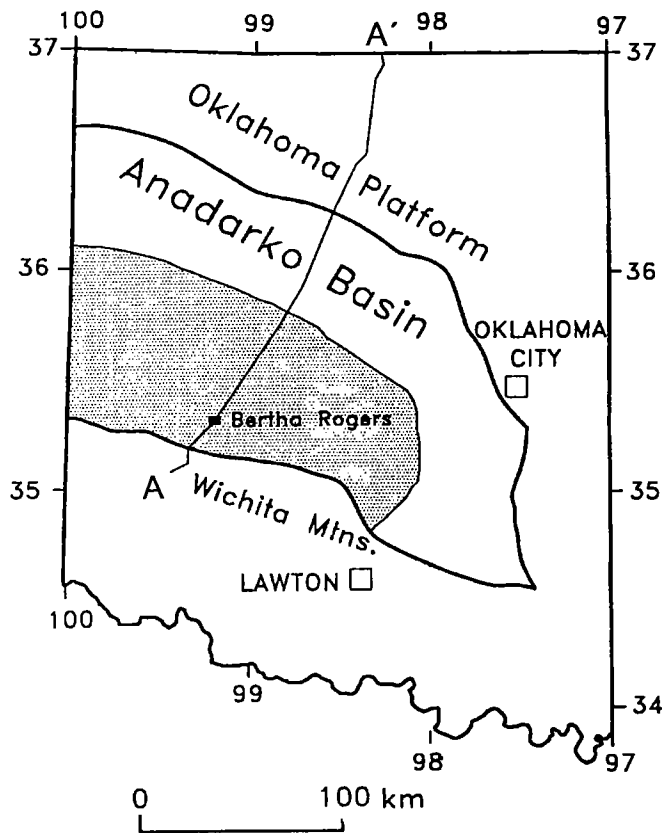 100
99
98
97
A′
37
37
Oklahoma Platform
Anadarko Basin
36
36
OKLAHOMA
CITY
Bertha Rogers
A
35
35
Wichita Mtns.
LAWTON
100
99
34
98
97
0
100 km